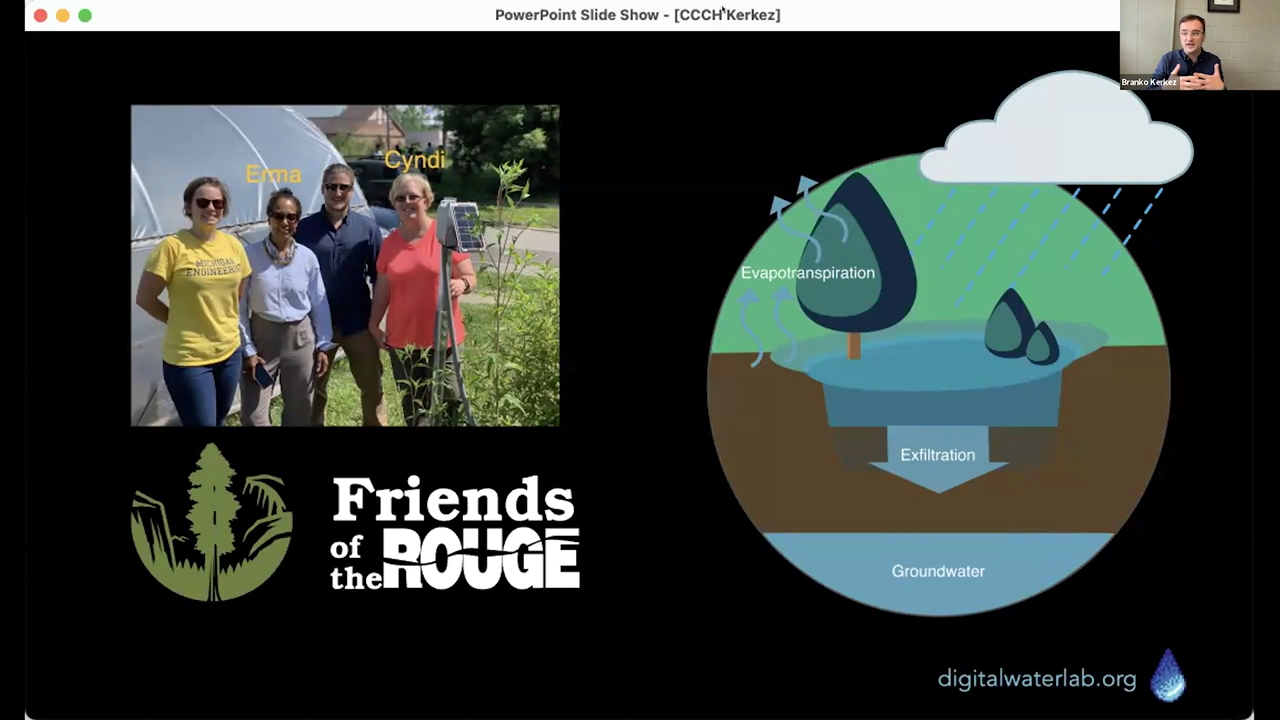 PowerPoint Slide Show - [CCCH Kerkez]
Branko Kerkez
Erma
Cyndi
MICHIGAN
ENGINEERING
Evapotranspiration
Exfiltration
Groundwater
Friends
of
the ROUGE
digitalwaterlab.org